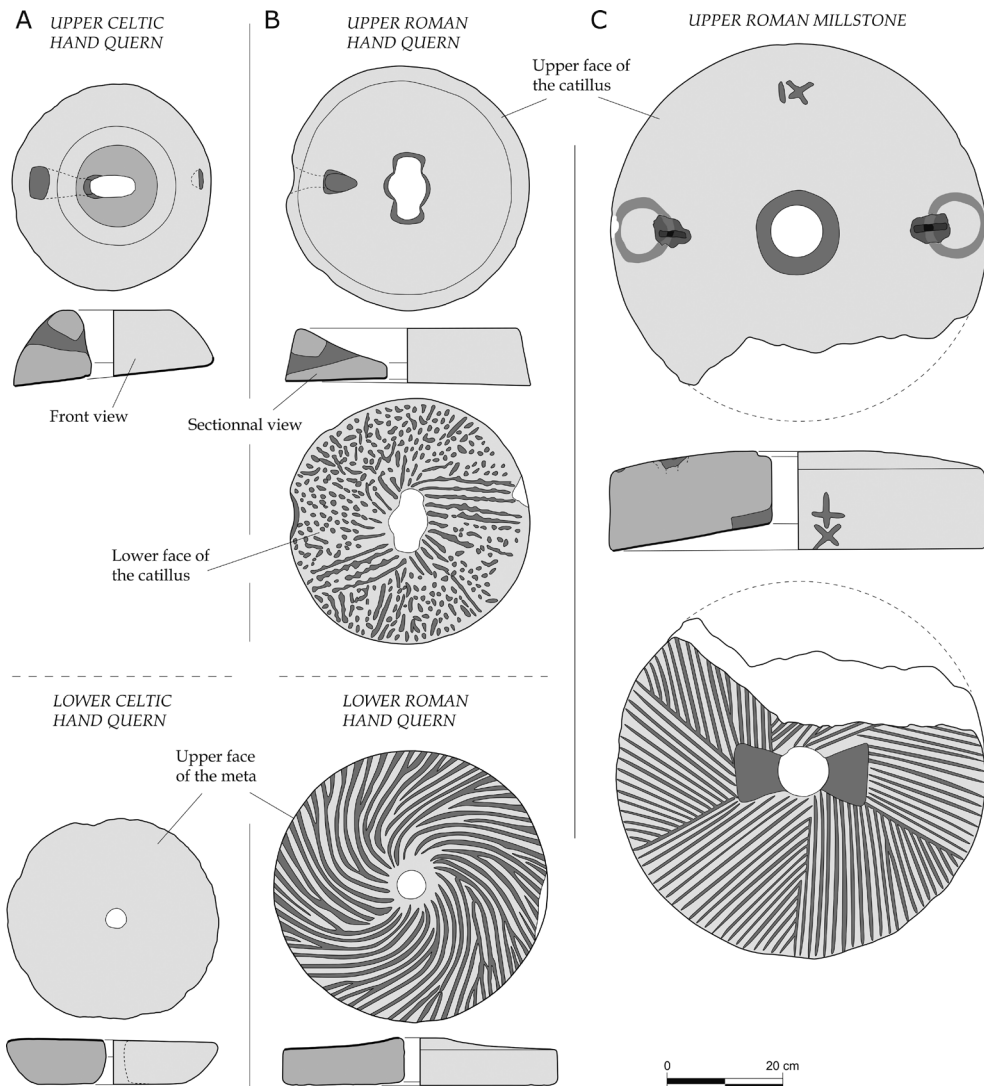 A
UPPER CELTIC
HAND QUERN
B
UPPER ROMAN
HAND QUERN
C
UPPER ROMAN MILLSTONE
Upper face of
the catillus
Front view
Sectionnal view
Lower face of
the catillus
LOWER CELTIC
HAND QUERN
LOWER ROMAN
HAND QUERN
Upper face
of the meta
0
20 cm